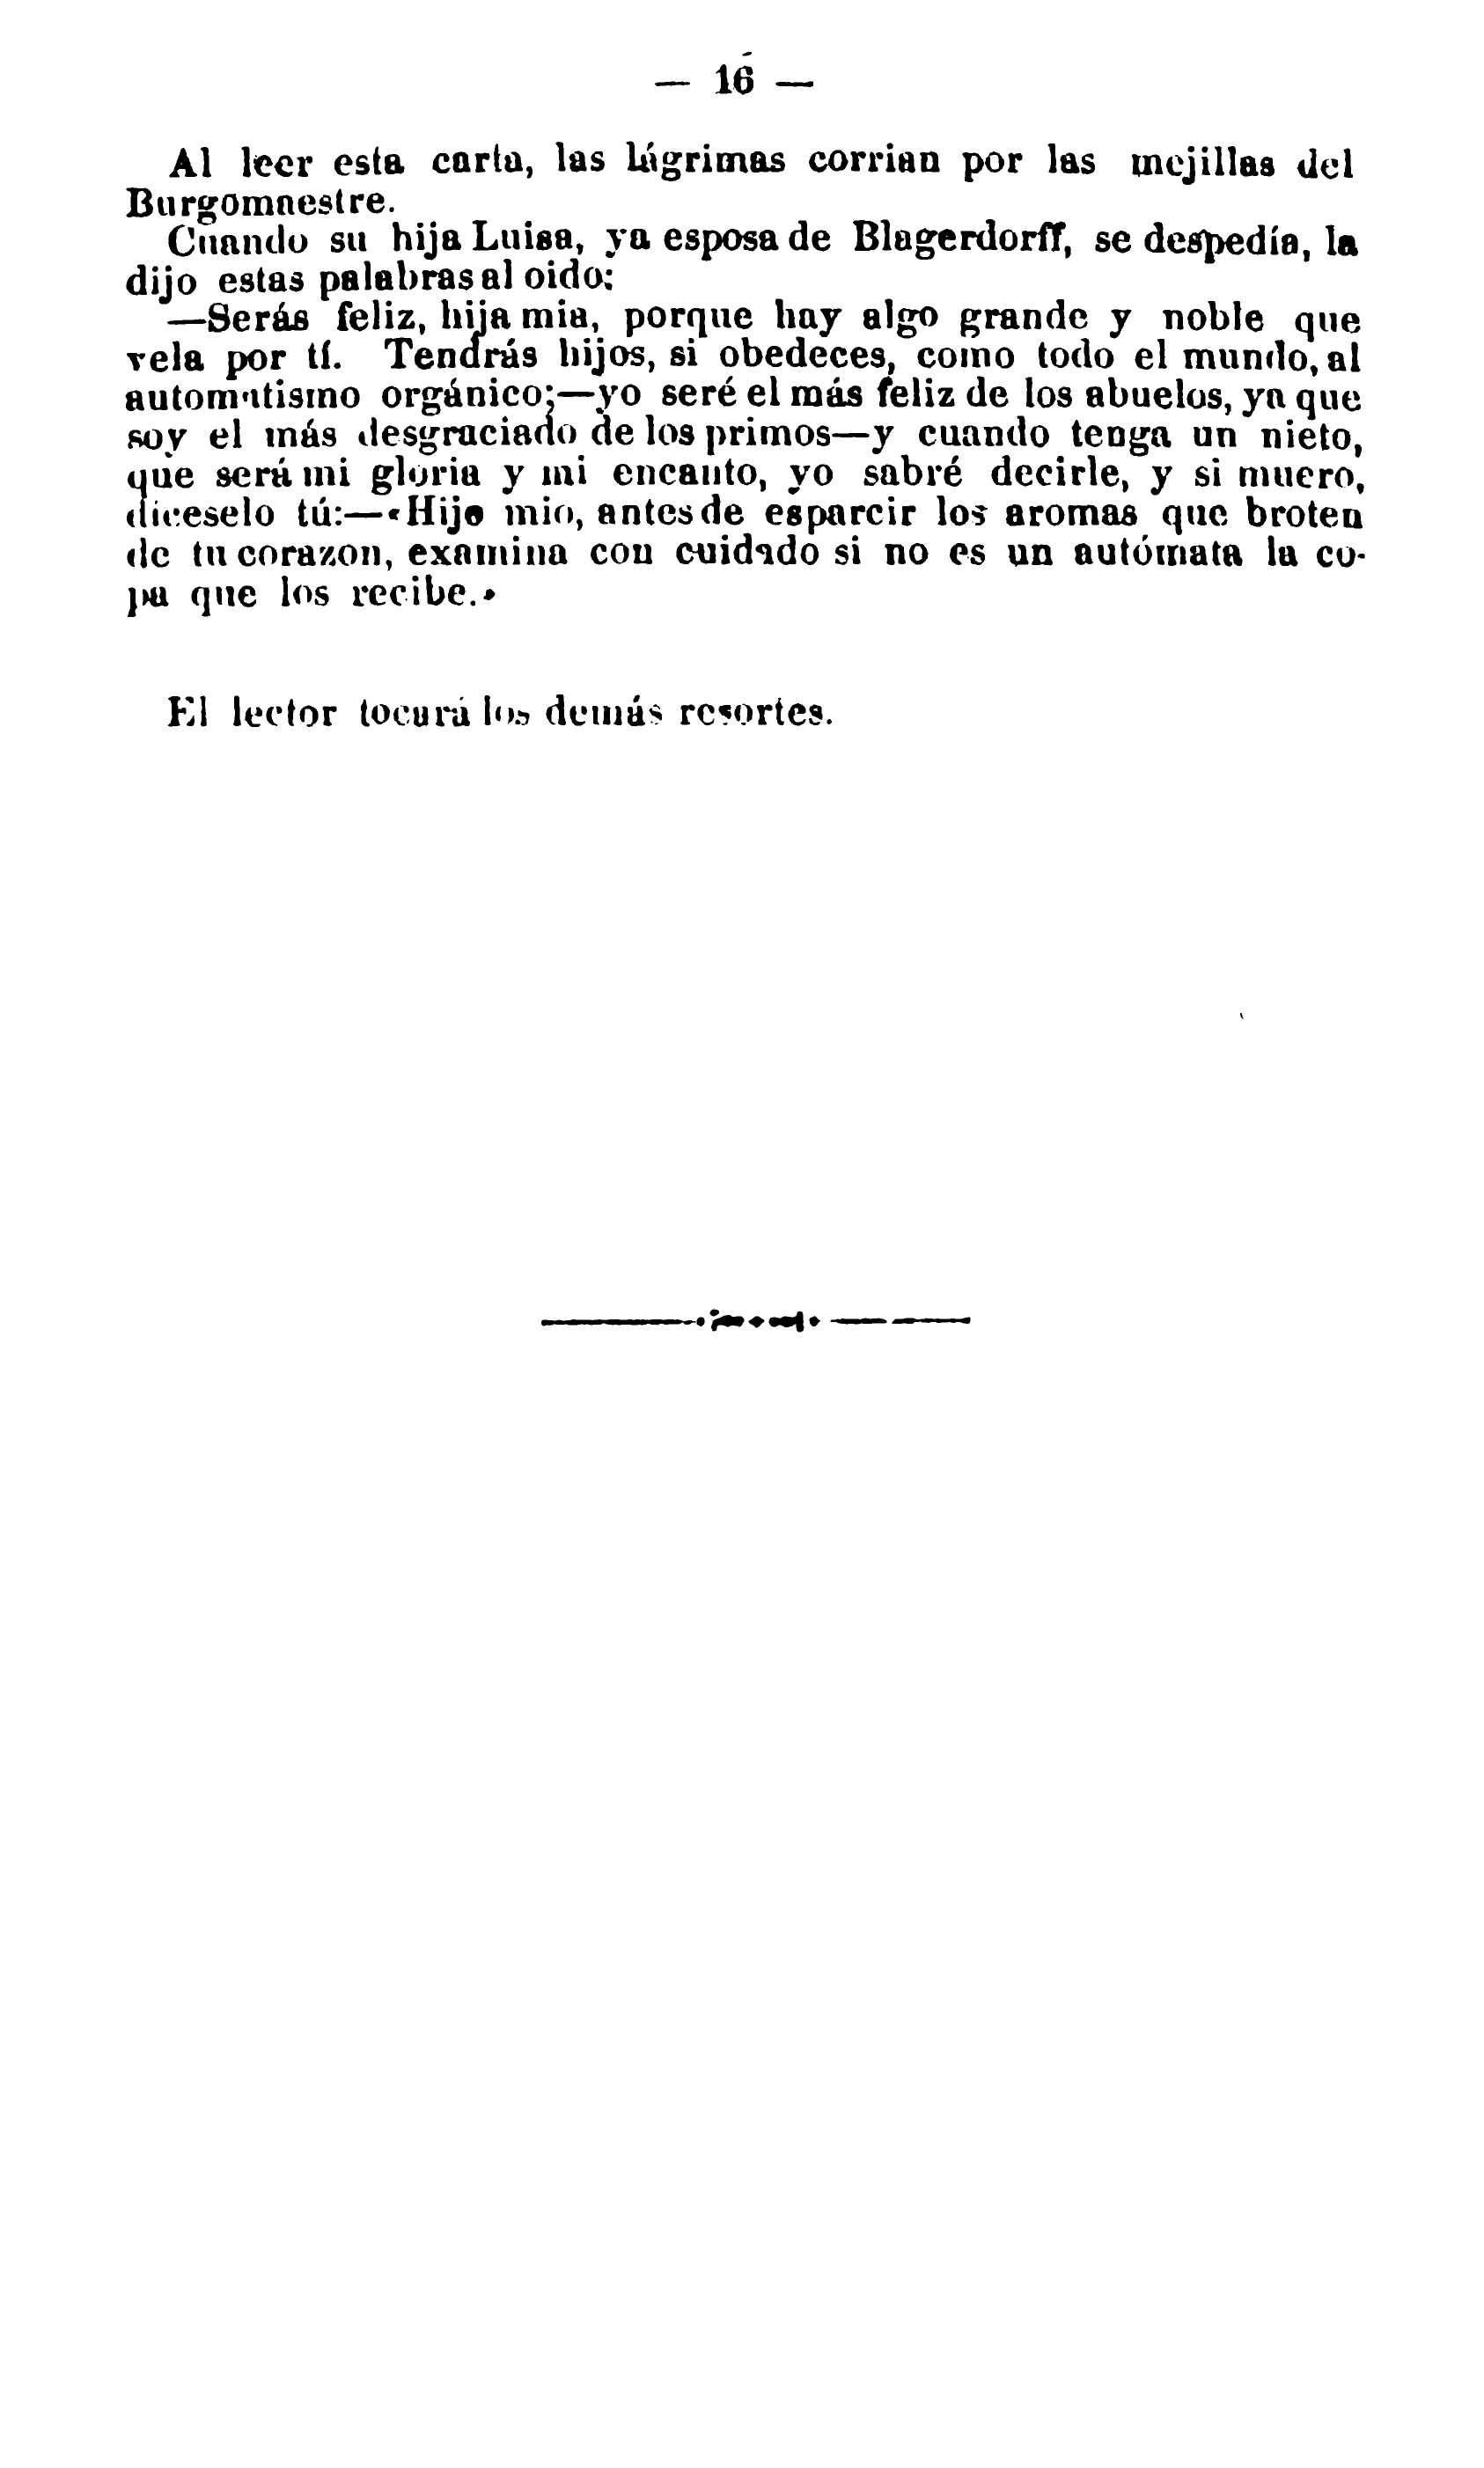 — 16 —
Al leer esta carta, las lágrimas corrian por las mejillas del
Burgomaestre.
Cuando su hija Luisa, ya esposa de Blagerdorff, se despedía, la
dijo estas palabras al oido:
—Serás feliz, hija mia, porque hay algo grande y noble que
vela por tí. Tendrás hijos, si obedeces, como todo el mundo, al
automatismo orgánico;—yo seré el más feliz de los abuelos, ya que
soy el más desgraciado de los primos—y cuando tenga un nieto,
que será mi gloria y mi encanto, yo sabré decirle, y si muero,
díceselo tú:—«Hijo mio, antes de esparcir los aromas que broten
de tu corazon, examina con cuidado si no es un autómata la co-
pa que los recibe.»
El lector tocará los demás resortes.